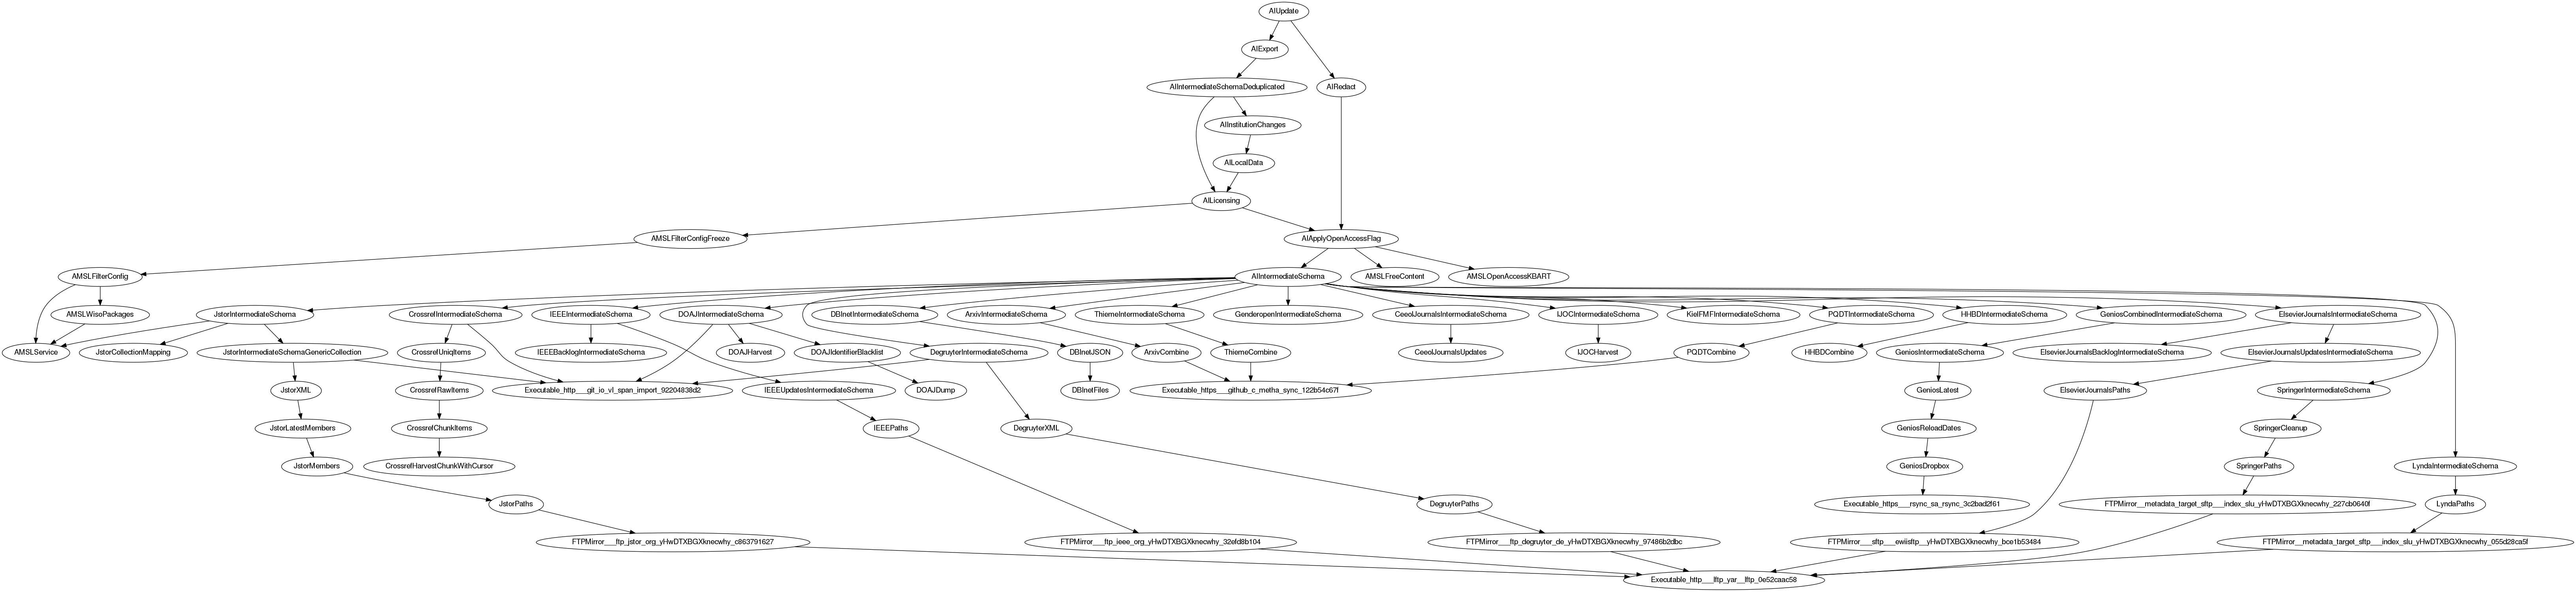 AIUpdate
AIExport
AIIntermediateSchemaDeduplicated
AIRedact
AIInstitutionChanges
AILocalData
AILicensing
AMSLFilterConfigFreeze
AIApplyOpenAccessFlag
AMSLFilterConfig
AIIntermediateSchema
AMSLFreeContent
AMSLOpenAccessKBART
AMSLWisoPackages
JstorIntermediateSchema
CrossrefIntermediateSchema
IEEEIntermediateSchema
DOAJIntermediateSchema
DBInetIntermediateSchema
ArxivIntermediateSchema
ThiemeIntermediateSchema
GenderopenIntermediateSchema
CeeolJournalsIntermediateSchema
IJOCIntermediateSchema
KielFMFIntermediateSchema
PQDTIntermediateSchema
HHBDIntermediateSchema
GeniosCombinedIntermediateSchema
ElsevierJournalsIntermediateSchema
AMSLService
JstorCollectionMapping
JstorIntermediateSchemaGenericCollection
CrossrefUniqItems
IEEEBacklogIntermediateSchema
DOAJHarvest
DOAJIdentifierBlacklist
DegruyterIntermediateSchema
DBInetJSON
ArxivCombine
ThiemeCombine
CeeolJournalsUpdates
IJOCHarvest
PQDTCombine
HHBDCombine
GeniosIntermediateSchema
ElsevierJournalsBacklogIntermediateSchema
ElsevierJournalsUpdatesIntermediateSchema
JstorXML
CrossrefRawItems
Executable_http___git_io_vI_span_import_92204838d2
IEEEUpdatesIntermediateSchema
DOAJDump
DBInetFiles
Executable_https___github_c_metha_sync_122b54c67f
GeniosLatest
ElsevierJournalsPaths
SpringerIntermediateSchema
JstorLatestMembers
CrossrefChunkItems
IEEEPaths
DegruyterXML
GeniosReloadDates
SpringerCleanup
JstorMembers
CrossrefHarvestChunkWithCursor
GeniosDropbox
SpringerPaths
LyndaIntermediateSchema
JstorPaths
DegruyterPaths
Executable_https___rsync_sa_rsync_3c2bad2f61
FTPMirror__metadata_target_sftp___index_slu_yHwDTXBGXknecwhy_227cb0640f
LyndaPaths
FTPMirror___ftp_jstor_org_yHwDTXBGXknecwhy_c863791627
FTPMirror___ftp_ieee_org_yHwDTXBGXknecwhy_32efd8b104
FTPMirror___ftp_degruyter_de_yHwDTXBGXknecwhy_97486b2dbc
FTPMirror___sftp___ewiisftp__yHwDTXBGXknecwhy_bce1b53484
FTPMirror__metadata_target_sftp___index_slu_yHwDTXBGXknecwhy_055d28ca5f
Executable_http___lftp_yar__lftp_0e52caac58